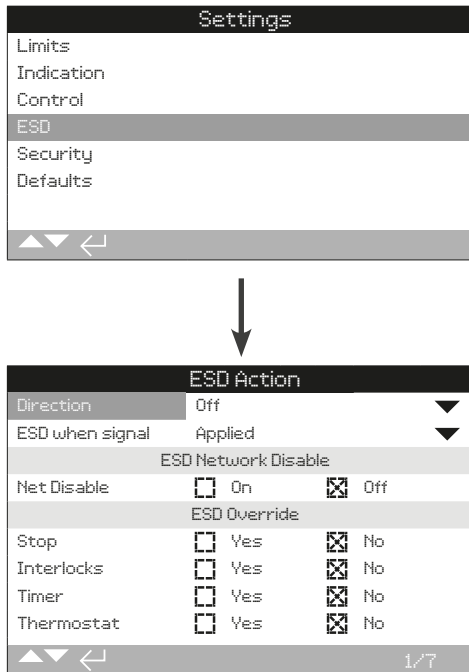 Settings
Limits
Indication
Control
ESD
Security
Defaults
ESD Action
Direction Off
ESD when signal Applied
ESD Network Disable
Net Disable On Off
ESD Override
Stop Yes No
Interlocks Yes No
Timer Yes No
Thermostat Yes No
1/7